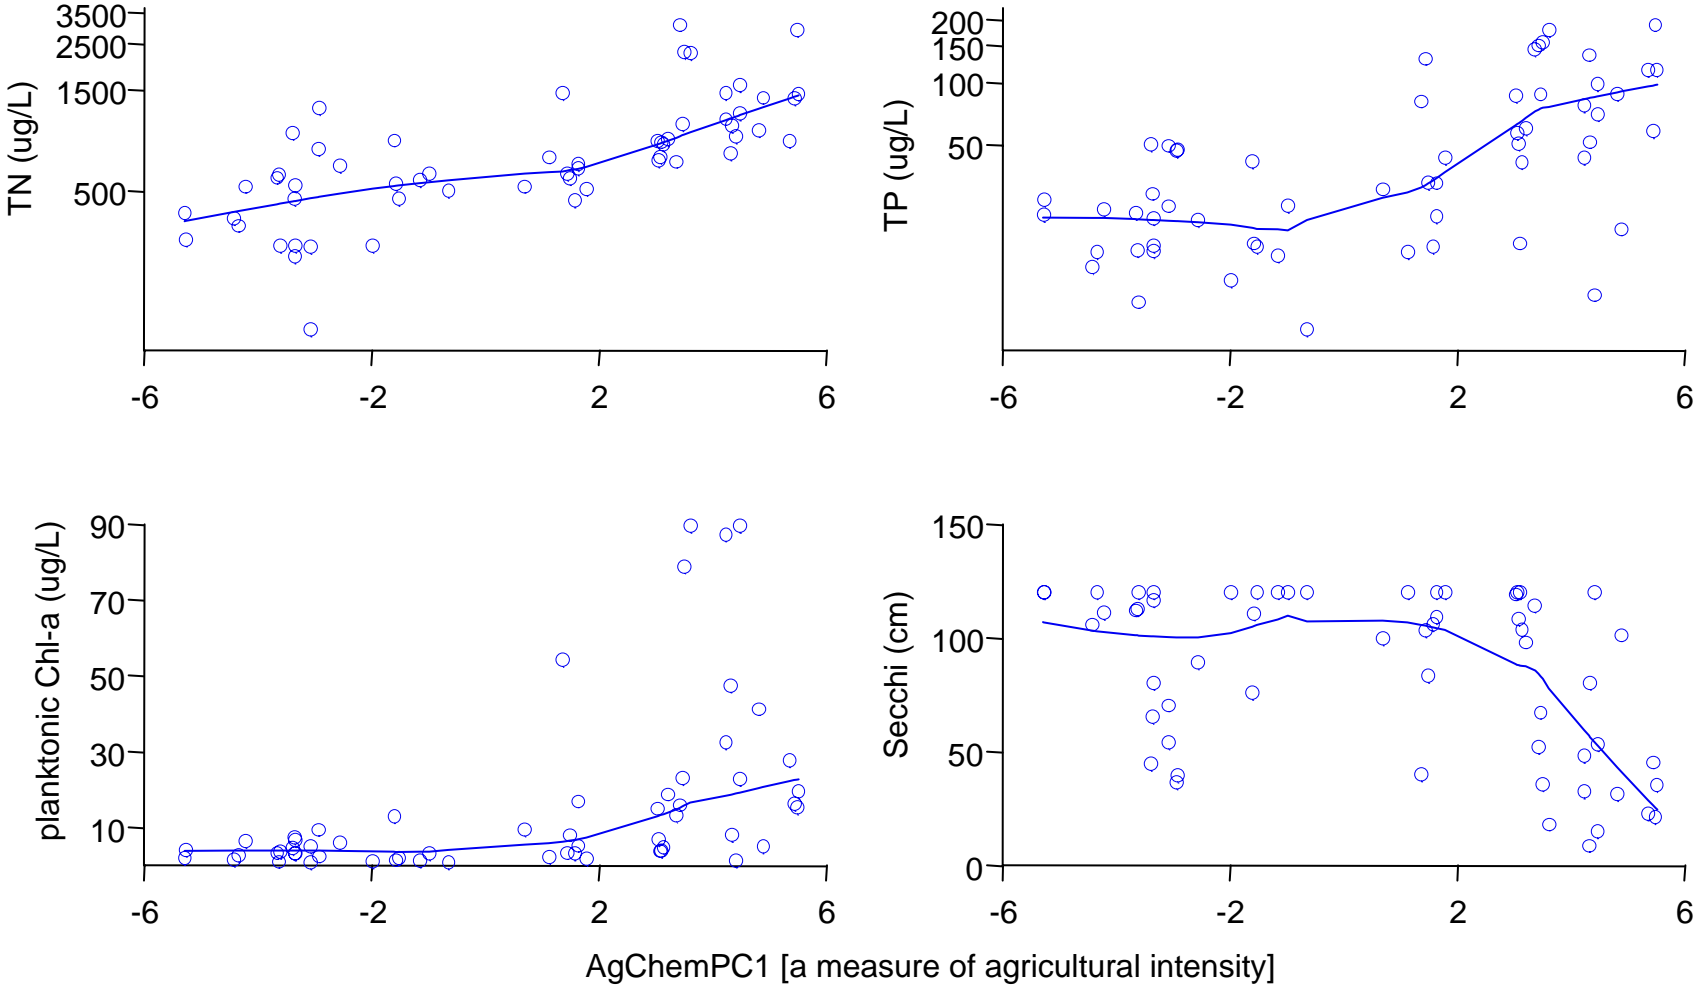 TN (ug/L)
3500
2500
1500
500
-6 -2 2 6
TP (ug/L)
200
150
100
50
-6 -2 2 6
planktonic Chl-a (ug/L)
90
70
50
30
10
-6 -2 2 6
Secchi (cm)
150
100
50
0
-6 -2 2 6
AgChemPC1 [a measure of agricultural intensity]